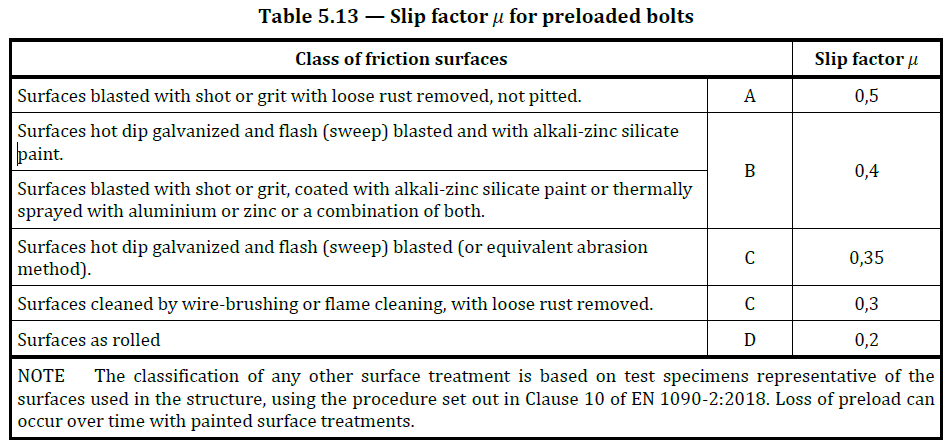 Table 5.13 — Slip factor μ for preloaded bolts
Class of friction surfaces Slip factor μ
Surfaces blasted with shot or grit with loose rust removed, not pitted. A 0,5
Surfaces hot dip galvanized and flash (sweep) blasted and with alkali-zinc silicate
paint.
B 0,4
Surfaces blasted with shot or grit, coated with alkali-zinc silicate paint or thermally
sprayed with aluminium or zinc or a combination of both.
Surfaces hot dip galvanized and flash (sweep) blasted (or equivalent abrasion
method).
C 0,35
Surfaces cleaned by wire-brushing or flame cleaning, with loose rust removed. C 0,3
Surfaces as rolled D 0,2
NOTE The classification of any other surface treatment is based on test specimens representative of the
surfaces used in the structure, using the procedure set out in Clause 10 of EN 1090-2:2018. Loss of preload can
occur over time with painted surface treatments.